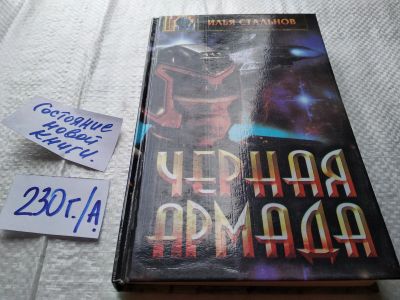 ИЛЬЯ СТАЛЬНОВ
ЧЕРНАЯ
АРМАДА
Состояние
новой
книги.
230г./А